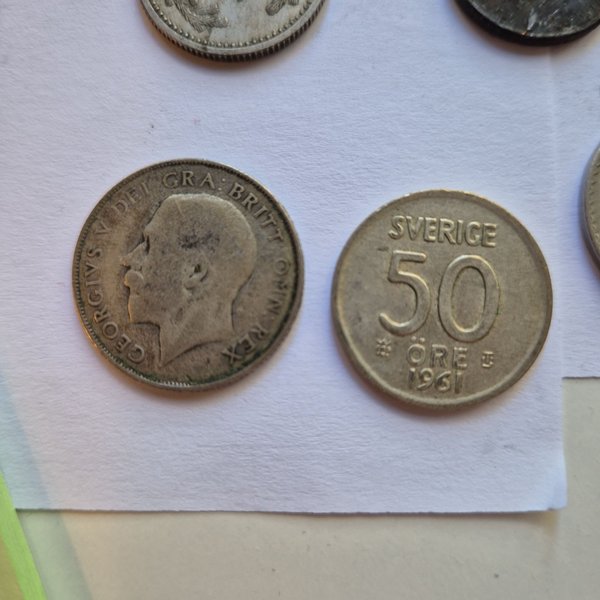 GEORGIVS V DEI GRA: BRITT: OMN: REX
SVERIGE
50
ÖRE
1961